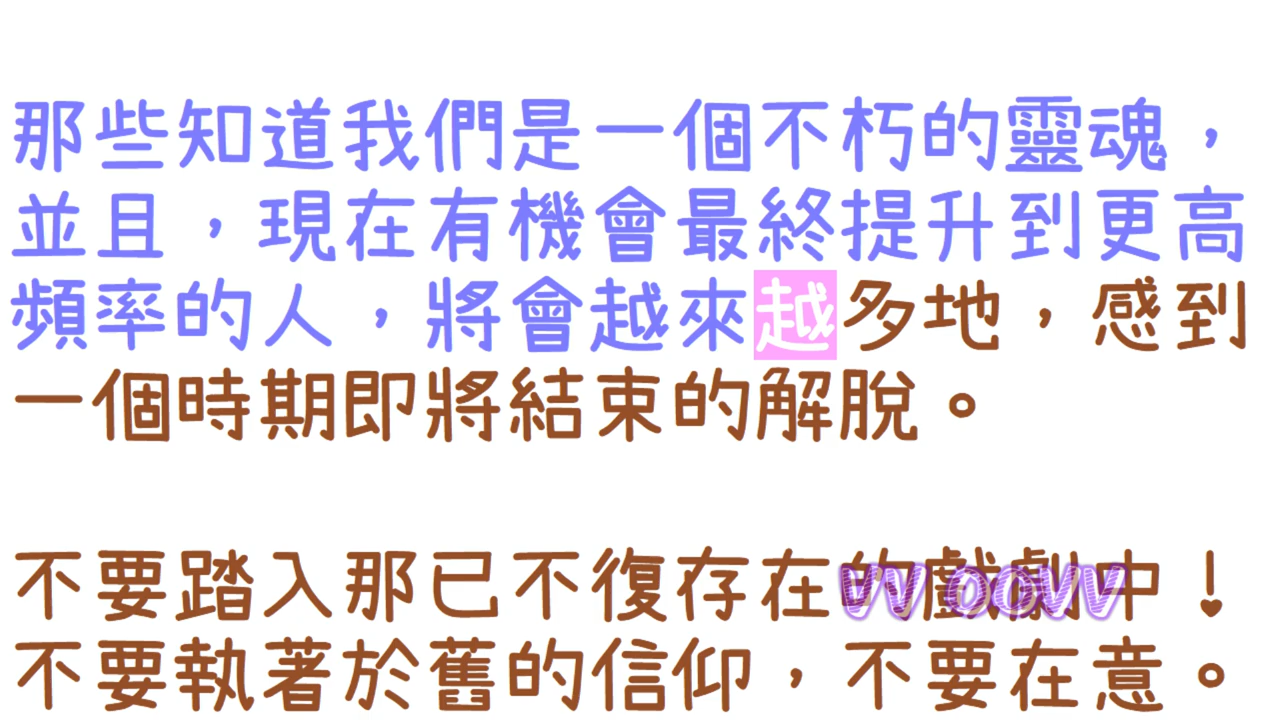 那些知道我們是一個不朽的靈魂，
並且，現在有機會最終提升到更高
頻率的人，將會越來越多地，感到
一個時期即將結束的解脫。
不要踏入那已不復存在的戲劇中！
VV OOVV
不要執著於舊的信仰，不要在意。